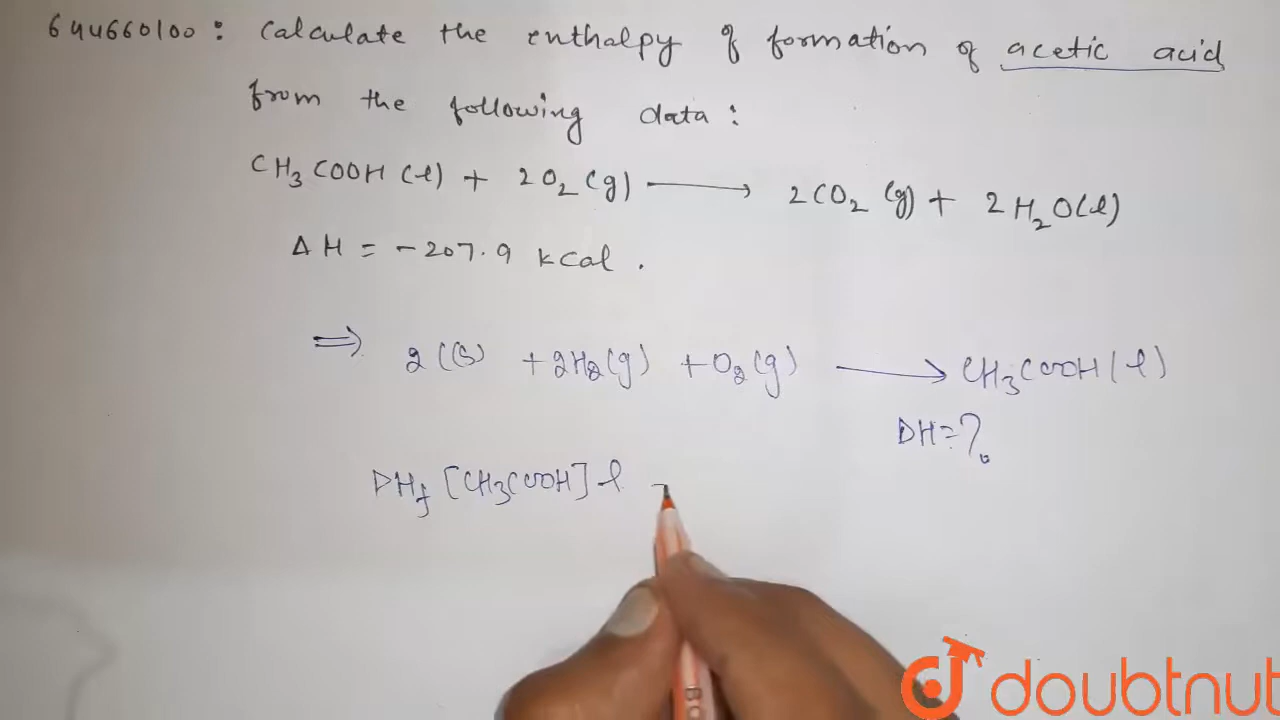 644660100 : Calculate the enthalpy of formation of acetic acid
from the following data :
CH3COOH (l) + 2O2 (g) ⟶ 2CO2 (g) + 2H2O(l)
ΔH = -207.9 kcal .
⇒ 2C(s) + 2H2(g) + O2(g) ⟶ CH3COOH(l)
ΔH = ?
ΔHf [CH3COOH] l
doubtnut